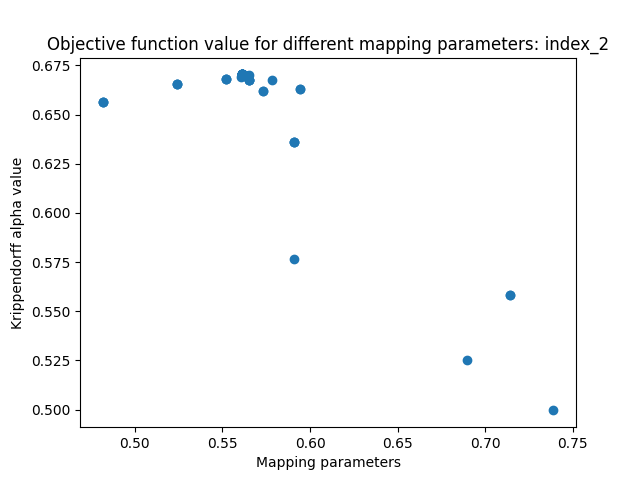 Objective function value for different mapping parameters: index_2
Krippendorff alpha value
0.675
0.650
0.625
0.600
0.575
0.550
0.525
0.500
0.50 0.55 0.60 0.65 0.70 0.75
Mapping parameters